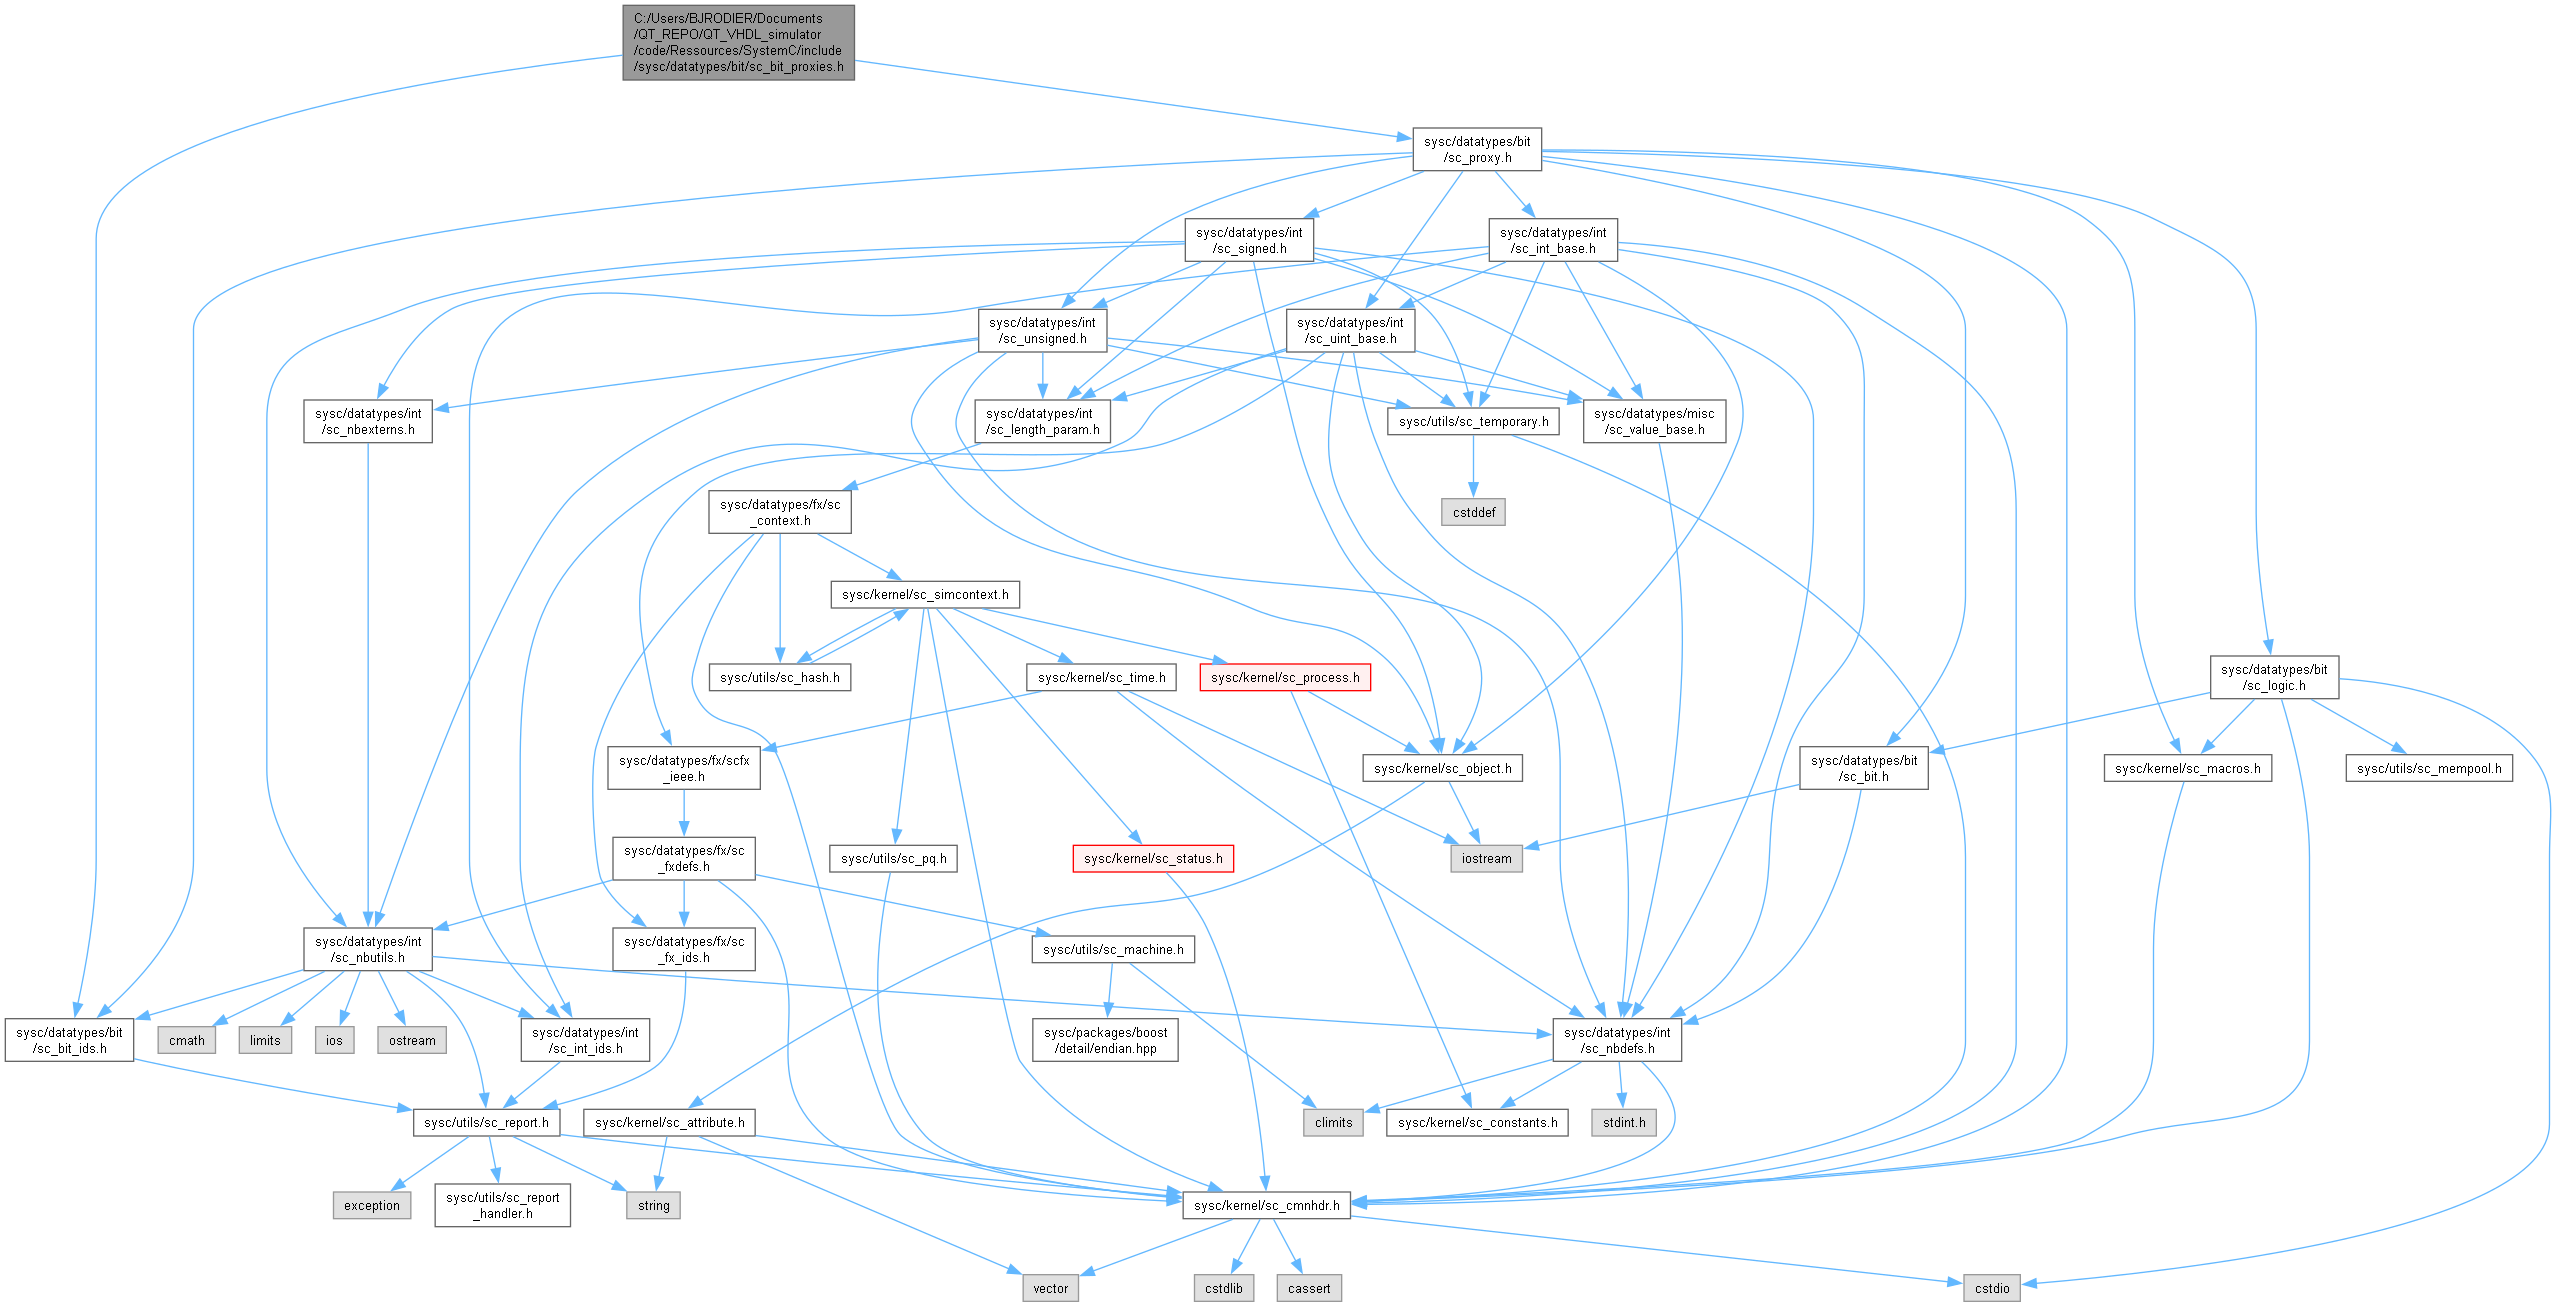 C:/Users/BJRODIER/Documents
/QT_REPO/QT_VHDL_simulator
/code/Ressources/SystemC/include
/sysc/datatypes/bit/sc_bit_proxies.h
sysc/datatypes/bit
/sc_proxy.h
sysc/datatypes/int
/sc_signed.h
sysc/datatypes/int
/sc_int_base.h
sysc/datatypes/int
/sc_unsigned.h
sysc/datatypes/int
/sc_uint_base.h
sysc/datatypes/int
/sc_nbexterns.h
sysc/datatypes/int
/sc_length_param.h
sysc/utils/sc_temporary.h
sysc/datatypes/misc
/sc_value_base.h
sysc/datatypes/fx/sc
_context.h
cstddef
sysc/kernel/sc_simcontext.h
sysc/utils/sc_hash.h
sysc/kernel/sc_time.h
sysc/kernel/sc_process.h
sysc/datatypes/bit
/sc_logic.h
sysc/datatypes/fx/scfx
_ieee.h
sysc/kernel/sc_object.h
sysc/datatypes/bit
/sc_bit.h
sysc/kernel/sc_macros.h
sysc/utils/sc_mempool.h
sysc/datatypes/fx/sc
_fxdefs.h
sysc/utils/sc_pq.h
sysc/kernel/sc_status.h
iostream
sysc/datatypes/int
/sc_nbutils.h
sysc/datatypes/fx/sc
_fx_ids.h
sysc/utils/sc_machine.h
sysc/datatypes/bit
/sc_bit_ids.h
cmath
limits
ios
ostream
sysc/datatypes/int
/sc_int_ids.h
sysc/packages/boost
/detail/endian.hpp
sysc/datatypes/int
/sc_nbdefs.h
sysc/utils/sc_report.h
sysc/kernel/sc_attribute.h
climits
sysc/kernel/sc_constants.h
stdint.h
exception
sysc/utils/sc_report
_handler.h
string
sysc/kernel/sc_cmnhdr.h
vector
cstdlib
cassert
cstdio